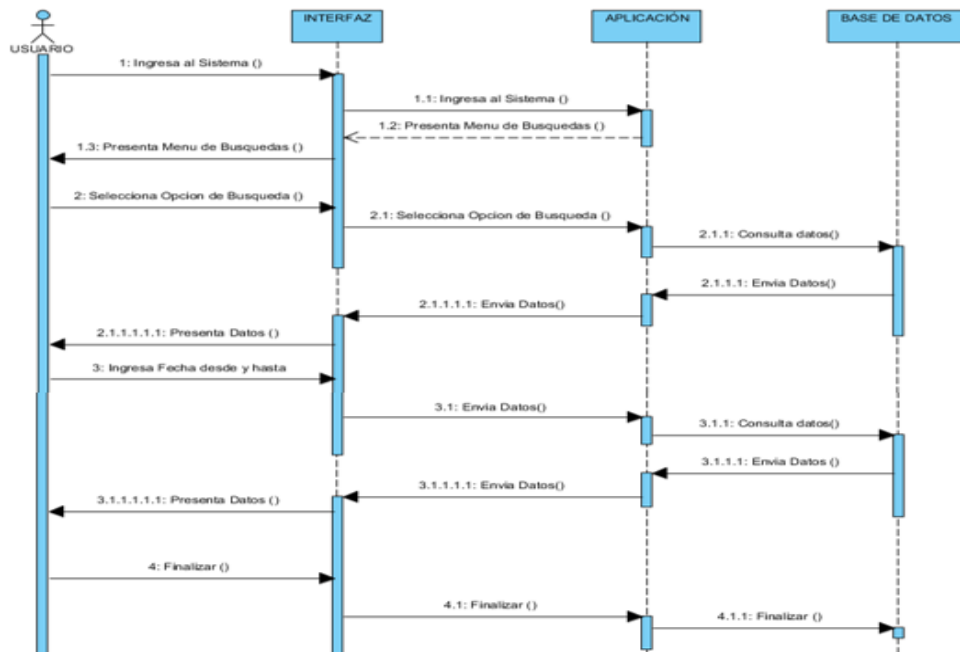 INTERFAZ
APLICACIÓN
BASE DE DATOS
USUARIO
1: Ingresa al Sistema ()
1.1: Ingresa al Sistema ()
1.2: Presenta Menu de Busquedas ()
1.3: Presenta Menu de Busquedas ()
2: Selecciona Opcion de Busqueda ()
2.1: Selecciona Opcion de Busqueda ()
2.1.1: Consulta datos()
2.1.1.1: Envia Datos()
2.1.1.1.1: Envia Datos()
2.1.1.1.1.1: Presenta Datos ()
3: Ingresa Fecha desde y hasta
3.1: Envia Datos()
3.1.1: Consulta datos()
3.1.1.1: Envia Datos ()
3.1.1.1.1: Envia Datos()
3.1.1.1.1.1: Presenta Datos ()
4: Finalizar ()
4.1: Finalizar ()
4.1.1: Finalizar ()